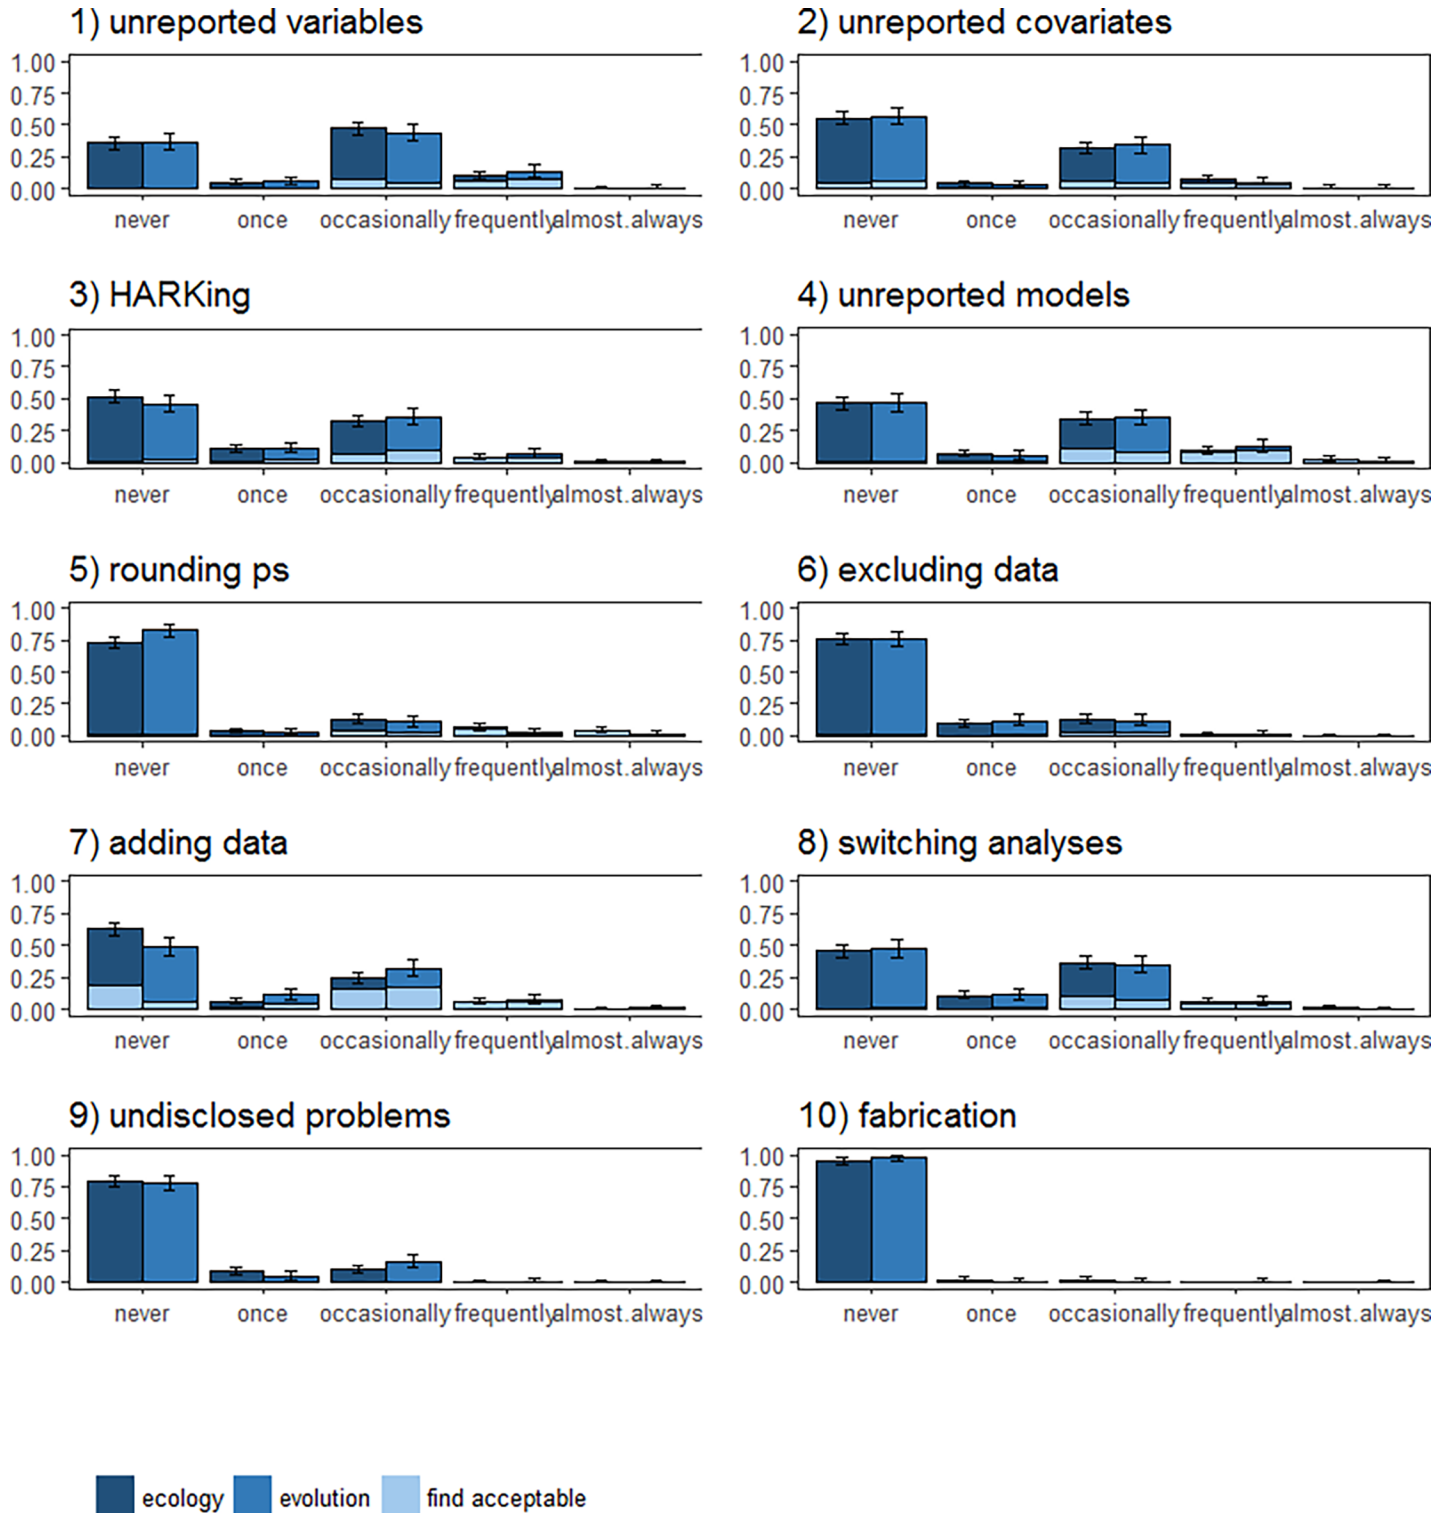 1) unreported variables
1.00
0.75
0.50
0.25
0.00
never once occasionally frequently almost.always
2) unreported covariates
1.00
0.75
0.50
0.25
0.00
never once occasionally frequently almost.always
3) HARKing
1.00
0.75
0.50
0.25
0.00
never once occasionally frequently almost.always
4) unreported models
1.00
0.75
0.50
0.25
0.00
never once occasionally frequently almost.always
5) rounding ps
1.00
0.75
0.50
0.25
0.00
never once occasionally frequently almost.always
6) excluding data
1.00
0.75
0.50
0.25
0.00
never once occasionally frequently almost.always
7) adding data
1.00
0.75
0.50
0.25
0.00
never once occasionally frequently almost.always
8) switching analyses
1.00
0.75
0.50
0.25
0.00
never once occasionally frequently almost.always
9) undisclosed problems
1.00
0.75
0.50
0.25
0.00
never once occasionally frequently almost.always
10) fabrication
1.00
0.75
0.50
0.25
0.00
never once occasionally frequently almost.always
ecology evolution find acceptable